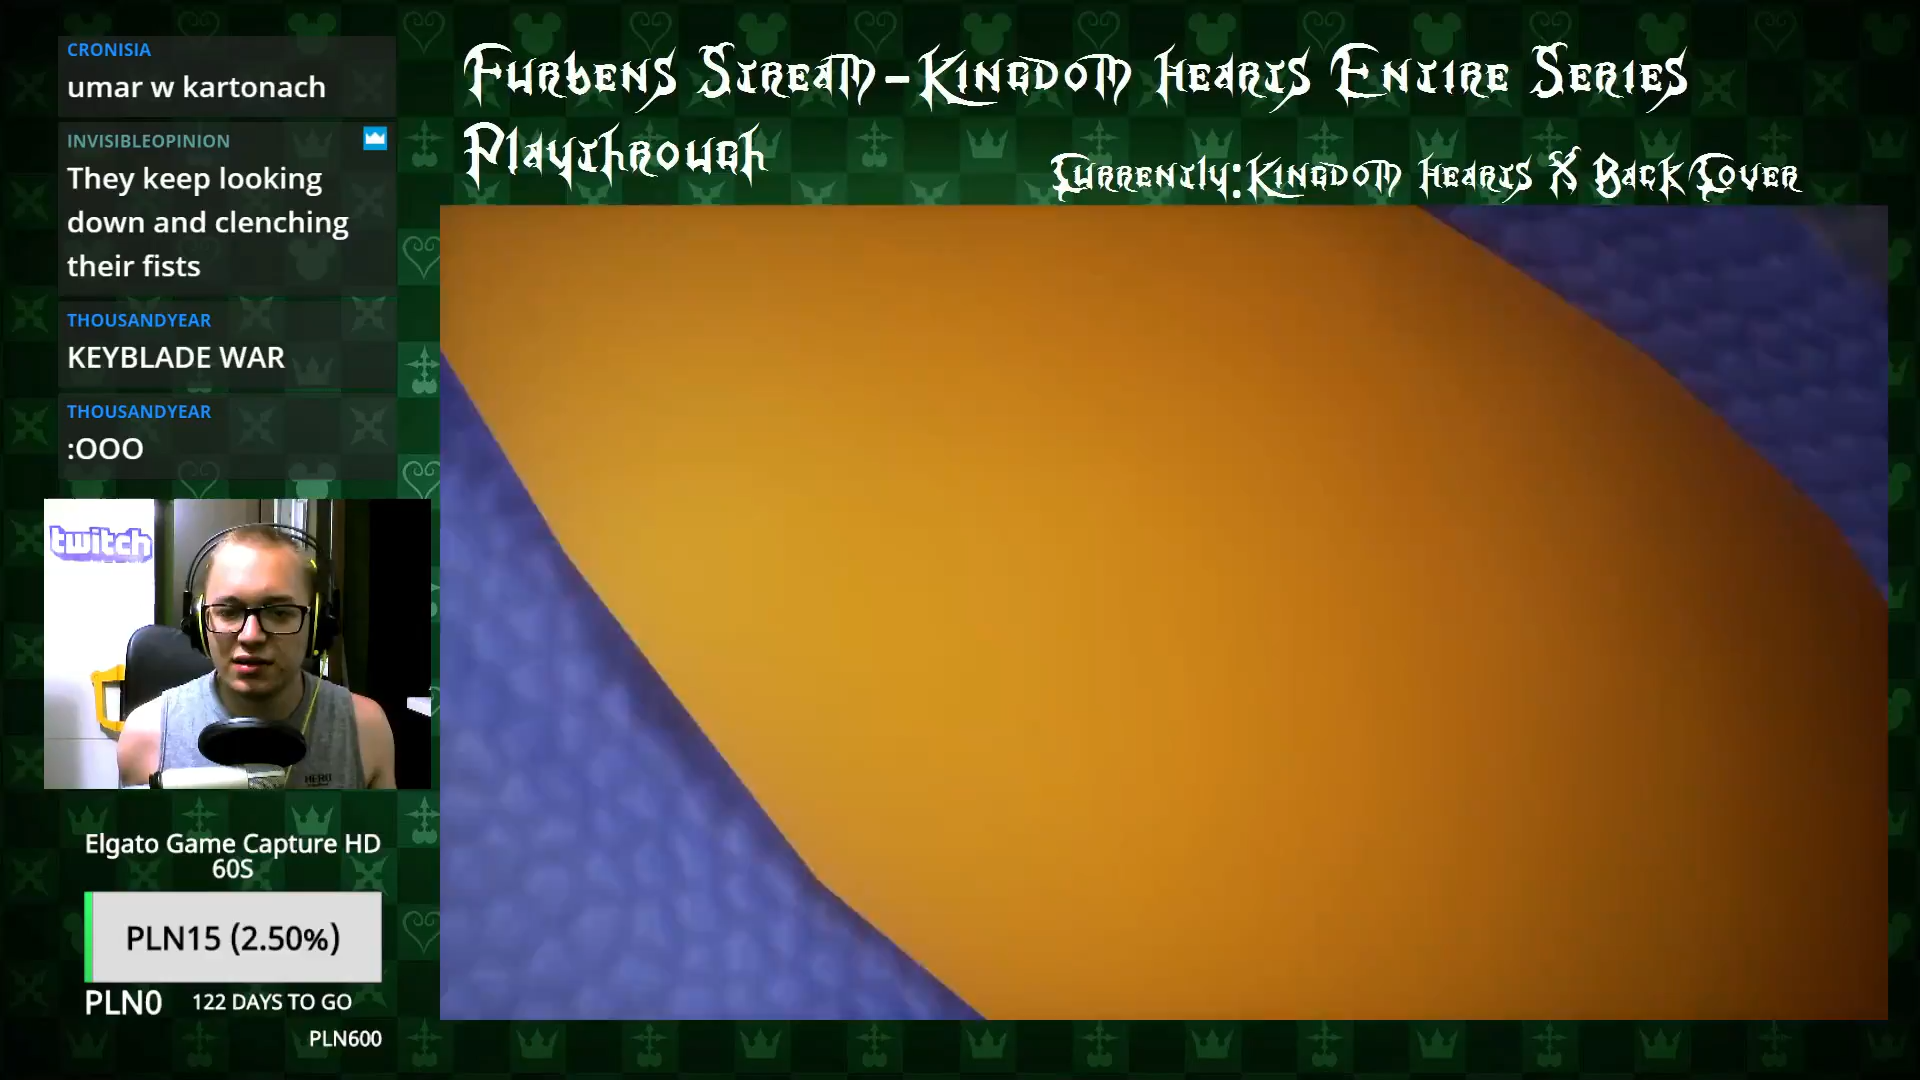 CRONISIA
umar w kartonach
INVISIBLEOPINION
They keep looking
down and clenching
their fists
THOUSANDYEAR
KEYBLADE WAR
THOUSANDYEAR
:OOO
Furbens Stream-Kingdom Hearts Entire Series
Playthrough
Currently:Kingdom Hearts X Back Cover
twitch
HERO
Elgato Game Capture HD
60S
PLN15 (2.50%)
PLN0 122 DAYS TO GO
PLN600